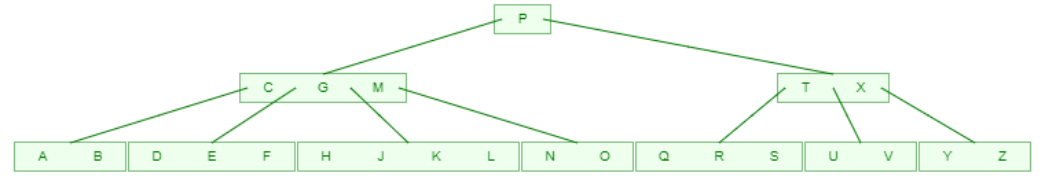 P
C G M
T X
A B
D E F
H J K L
N O
Q R S
U V
Y Z